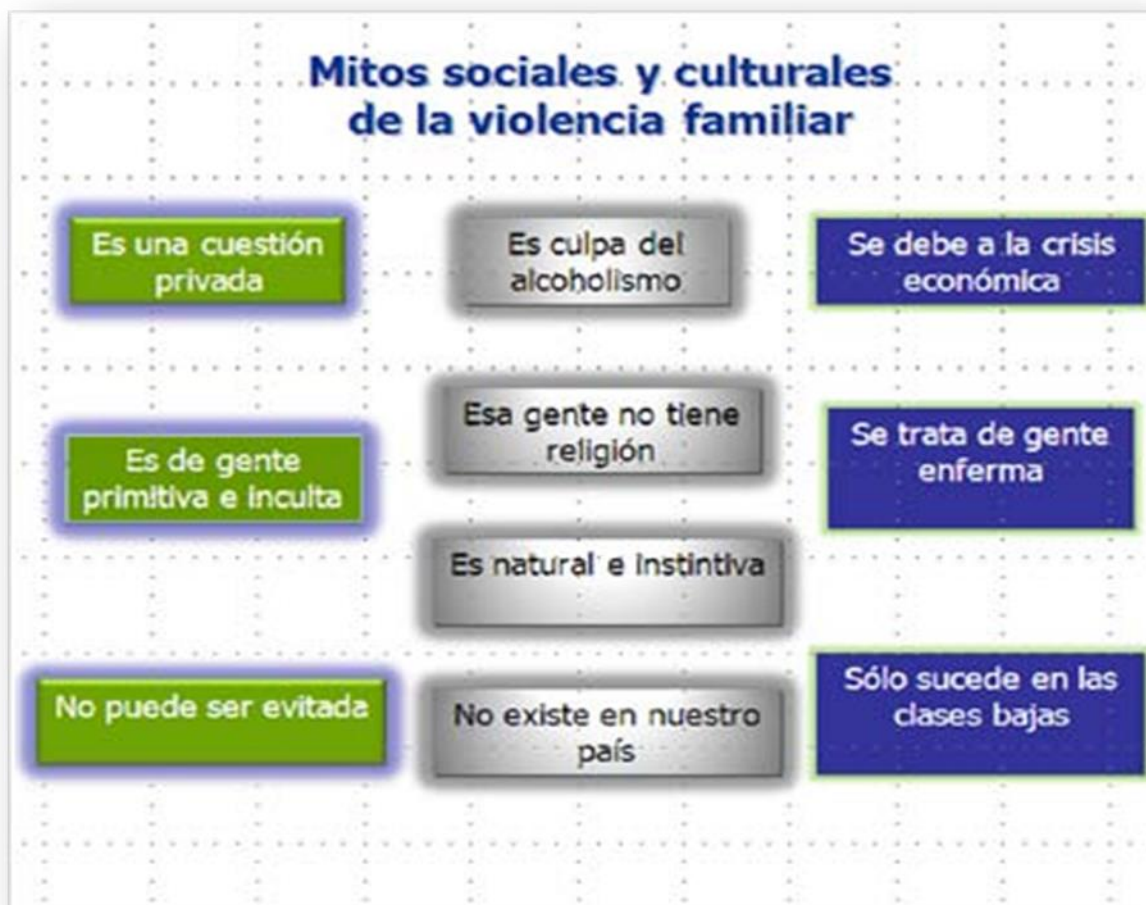 Mitos sociales y culturales
de la violencia familiar
Es una cuestión
privada
Es culpa del
alcoholismo
Se debe a la crisis
económica
Es de gente
primitiva e inculta
Esa gente no tiene
religión
Se trata de gente
enferma
Es natural e instintiva
No puede ser evitada
No existe en nuestro
país
Sólo sucede en las
clases bajas